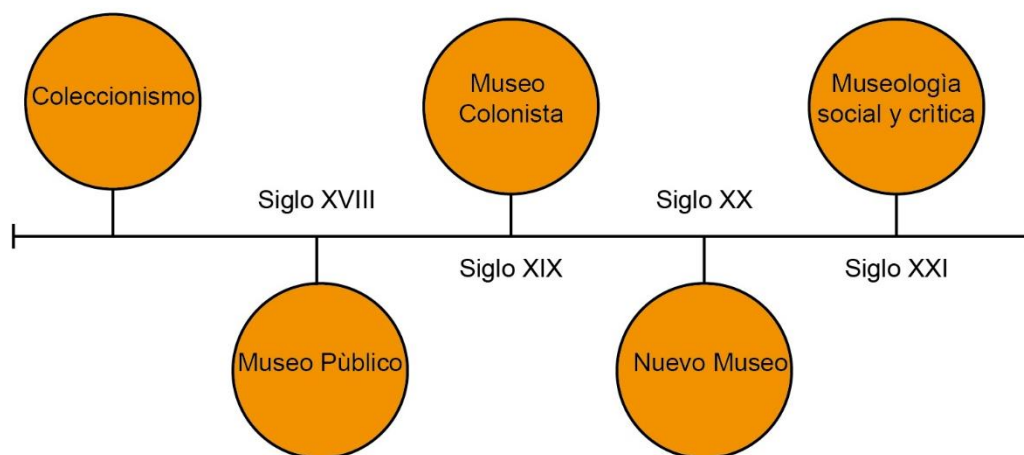 Coleccionismo
Museo
Colonista
Museologìa
social y crìtica
Siglo XVIII
Siglo XX
Siglo XIX
Siglo XXI
Museo Pùblico
Nuevo Museo